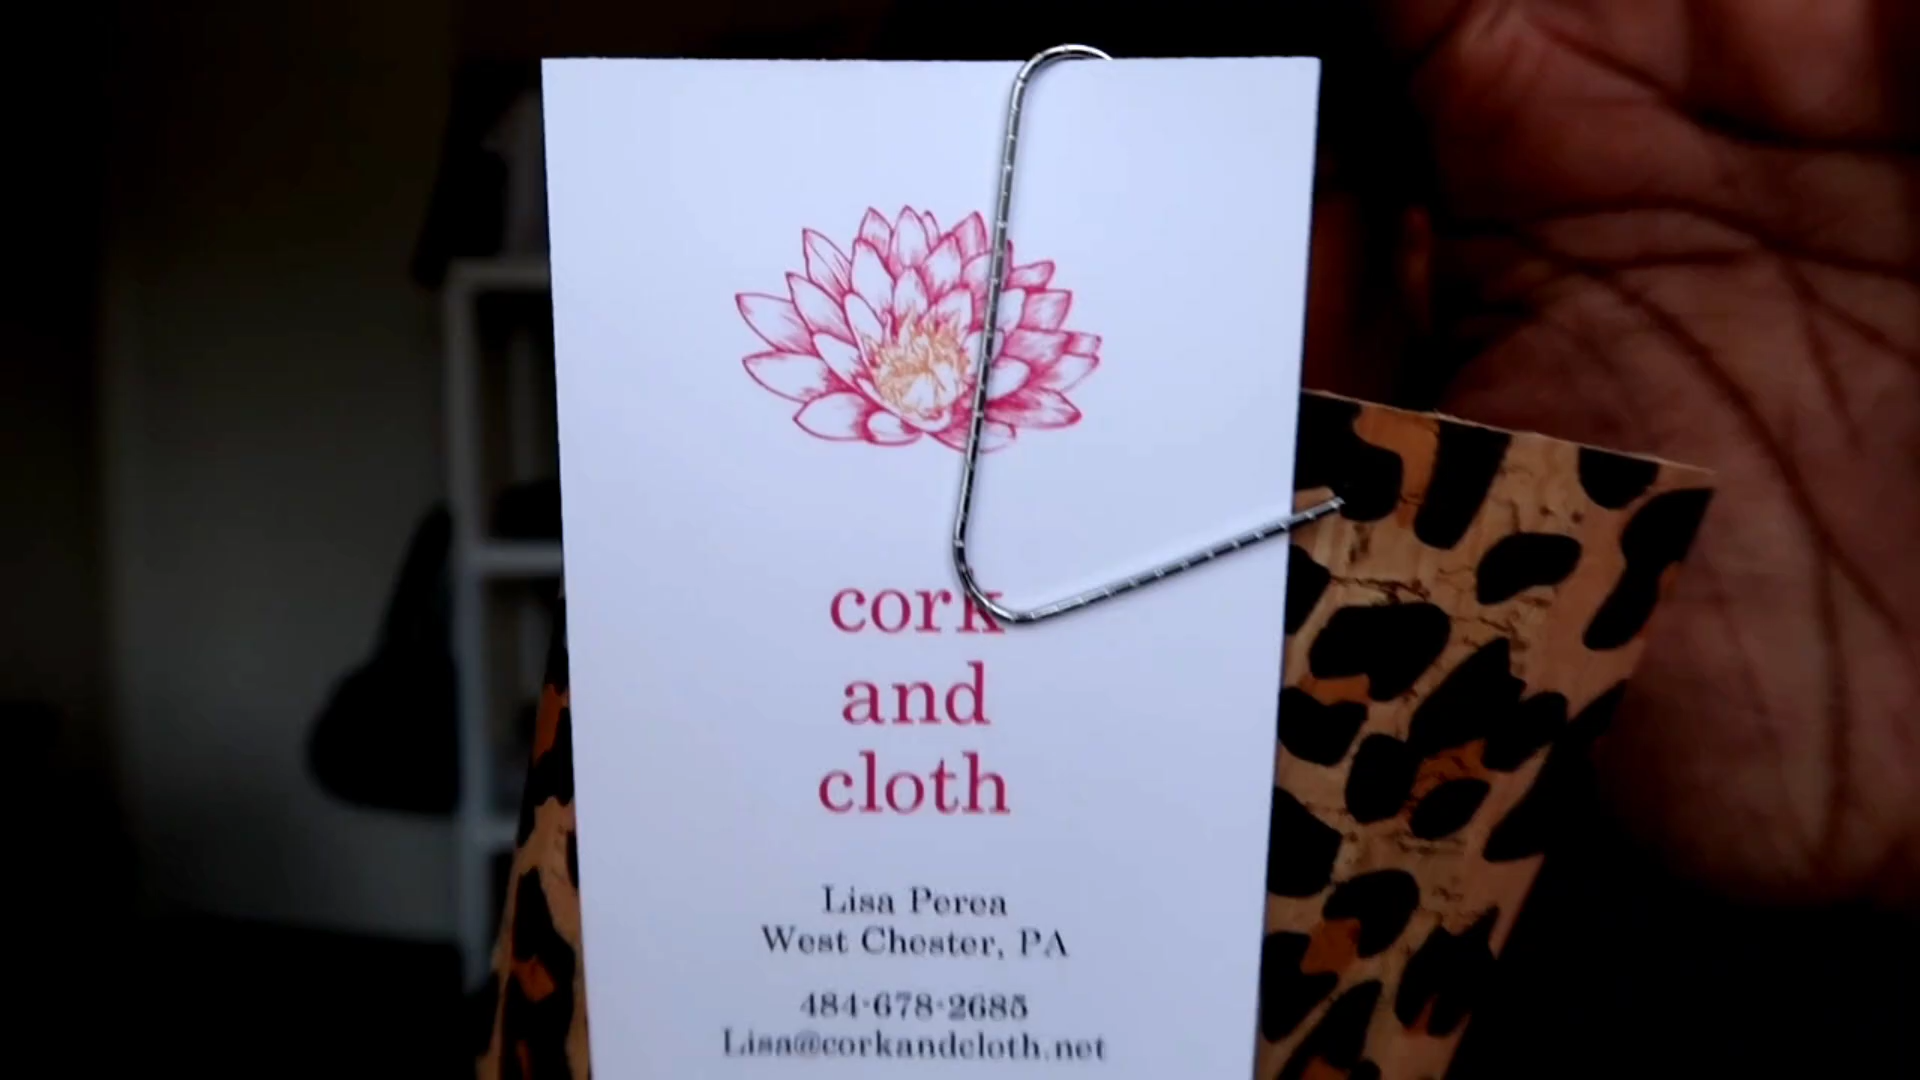 cork
and
cloth
Lisa Perea
West Chester, PA
484-678-2685
Lisa@corkandcloth.net